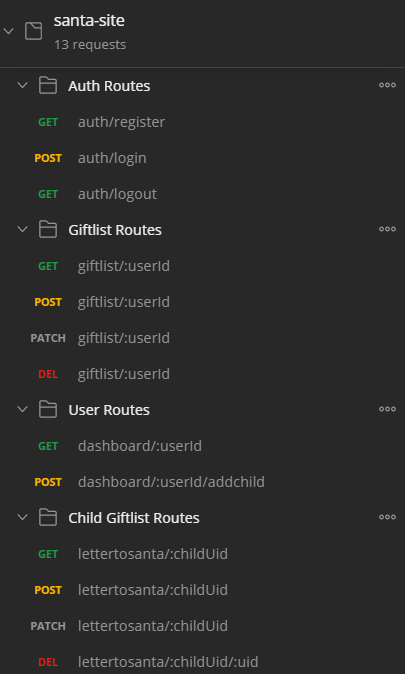 santa-site
13 requests
Auth Routes
GET auth/register
POST auth/login
GET auth/logout
Giftlist Routes
GET giftlist/:userId
POST giftlist/:userId
PATCH giftlist/:userId
DEL giftlist/:userId
User Routes
GET dashboard/:userId
POST dashboard/:userId/addchild
Child Giftlist Routes
GET lettertosanta/:childUid
POST lettertosanta/:childUid
PATCH lettertosanta/:childUid
DEL lettertosanta/:childUid/:uid